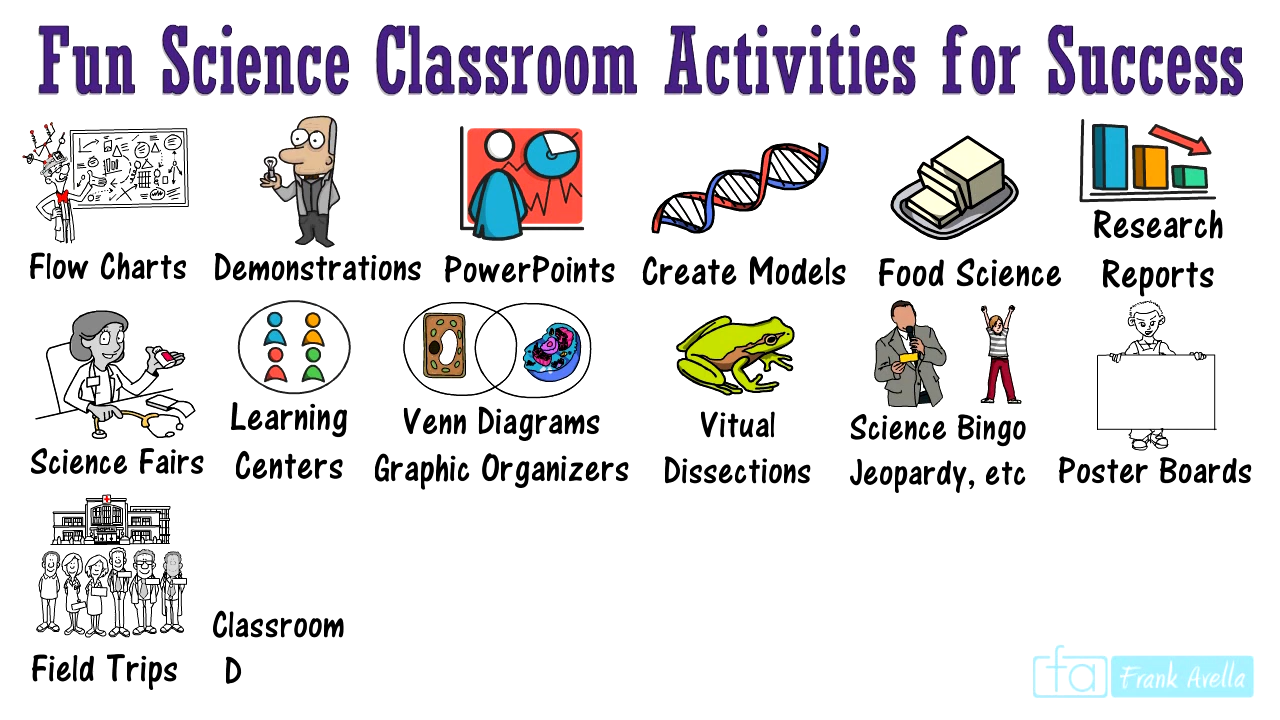 Fun Science Classroom Activities for Success
Flow Charts
Demonstrations
PowerPoints
Create Models
Food Science
Research
Reports
Science Fairs
Learning
Centers
Venn Diagrams
Graphic Organizers
Vitual
Dissections
Science Bingo
Jeopardy, etc
Poster Boards
Field Trips
Classroom
D
fa Frank Avella